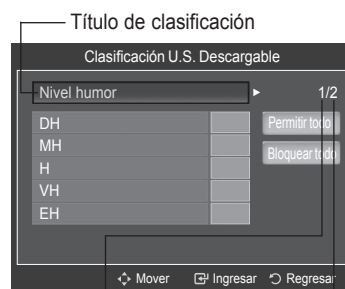 Título de clasificación
Clasificación U.S. Descargable
Nivel humor ► 1/2
DH
Permitir todo
MH
Bloquear todo
H
VH
EH
Mover Ingresar Regresar